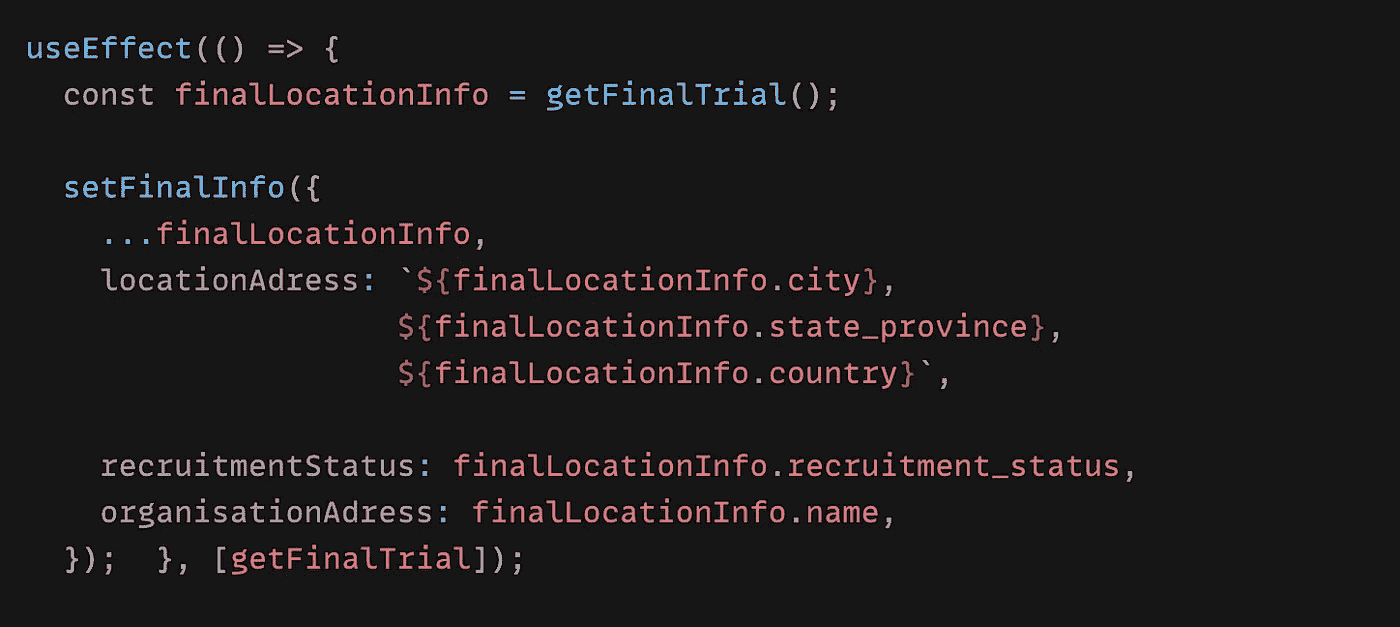 useEffect(() => {
  const finalLocationInfo = getFinalTrial();

  setFinalInfo({
    ...finalLocationInfo,
    locationAdress: `${finalLocationInfo.city},
                    ${finalLocationInfo.state_province},
                    ${finalLocationInfo.country}`,

    recruitmentStatus: finalLocationInfo.recruitment_status,
    organisationAdress: finalLocationInfo.name,
  });  }, [getFinalTrial]);